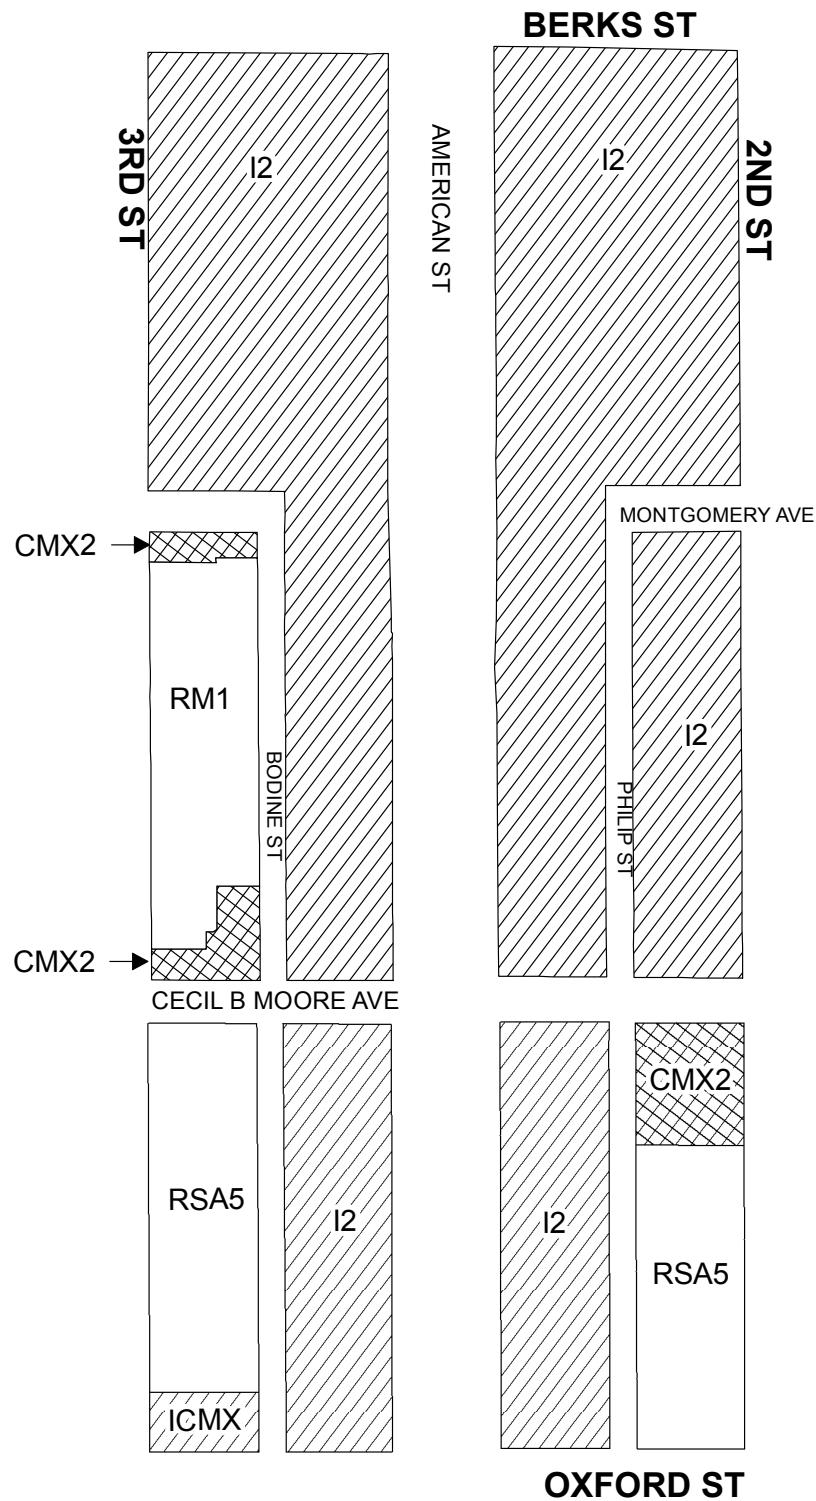 BERKS ST
3RD ST
AMERICAN ST
2ND ST
I2
I2
MONTGOMERY AVE
CMX2
RM1
I2
BODINE ST
PHILIP ST
CMX2
CECIL B MOORE AVE
CMX2
RSA5
I2
I2
RSA5
ICMX
OXFORD ST